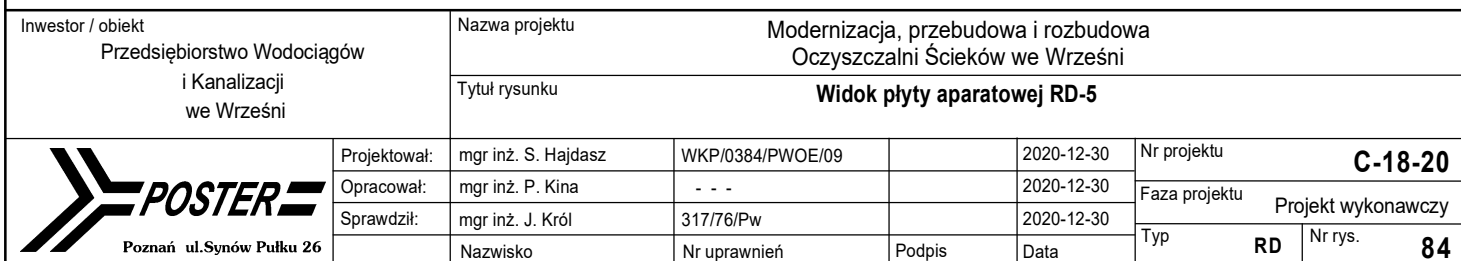 Inwestor / obiekt
Przedsiębiorstwo Wodociągów
i Kanalizacji
we Wrześni
Nazwa projektu
Modernizacja, przebudowa i rozbudowa
Oczyszczalni Ścieków we Wrześni
Tytuł rysunku
Widok płyty aparatowej RD-5
POSTER
Poznań ul.Synów Pułku 26
Projektował: mgr inż. S. Hajdasz WKP/0384/PWOE/09 2020-12-30
Opracował: mgr inż. P. Kina - - - 2020-12-30
Sprawdził: mgr inż. J. Król 317/76/Pw 2020-12-30
Nazwisko Nr uprawnień Podpis Data
Nr projektu C-18-20
Faza projektu Projekt wykonawczy
Typ RD Nr rys. 84